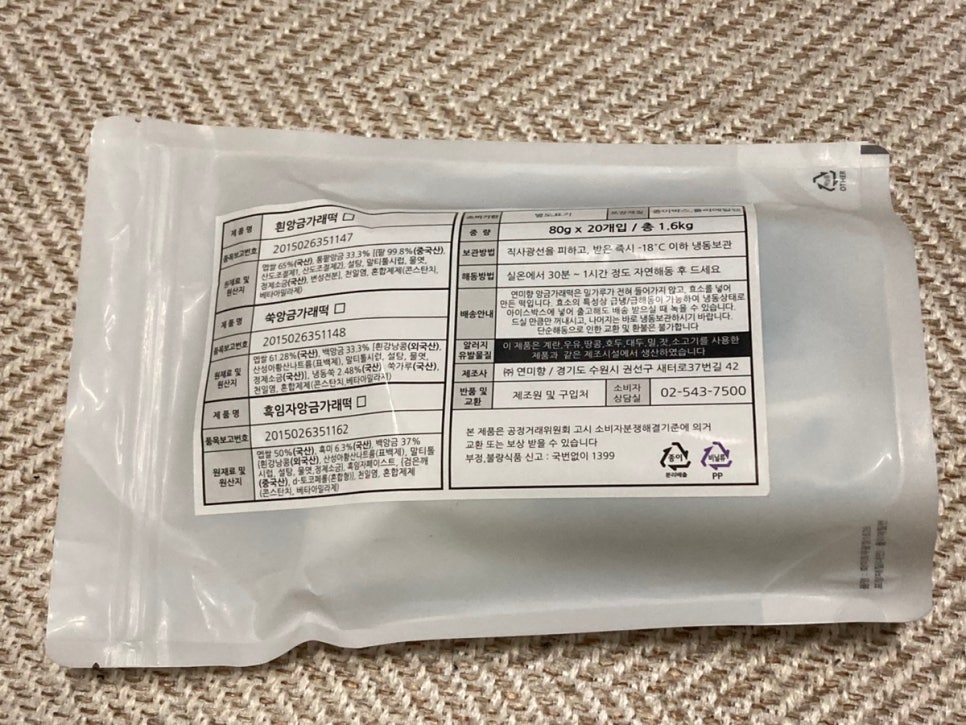 제 품 명 흰앙금가래떡 □
품목보고번호 2015026351147
원재료 및 원산지
멥쌀 65%(국산), 통팥앙금 33.3% [(팥 99.8%(중국산),
산도조절제1, 산도조절제2], 설탕, 말티톨시럽, 물엿,
정제소금(국산), 변성전분], 천일염, 혼합제제(콘스탄치,
베타아밀라제)
제 품 명 쑥앙금가래떡 □
품목보고번호 2015026351148
원재료 및 원산지
멥쌀 61.28%(국산), 백앙금 33.3% [흰강낭콩(외국산),
산성아황산나트륨(표백제), 말티톨시럽, 설탕, 물엿,
정제소금(국산)], 냉동쑥 2.48%(국산) 쑥가루(국산),
천일염, 혼합제제(콘스탄치,베타아밀라제)
제 품 명 흑임자앙금가래떡 □
품목보고번호 2015026351162
원재료 및 원산지
멥쌀 50%(국산), 흑미 6.3%(국산), 백앙금 37%
[흰강낭콩(외국산), 산성아황산나트륨(표백제), 말티톨
시럽, 설탕, 물엿,정제소금], 흑임자페이스트, [검은깨
(중국산), d-토코페롤(혼합형)], 천일염, 혼합제제
(콘스탄치, 베타아밀라제)
중 량 80g x 20개입 / 총 1.6kg
보관방법 직사광선을 피하고, 받은 즉시 -18°C 이하 냉동보관
해동방법 실온에서 30분 ~ 1시간 정도 자연해동 후 드세요
배송안내
연미향 앙금가래떡은 밀가루가 전혀 들어가지 않고, 효소를 넣어
만든 떡입니다. 효소의 특성상 급냉/급해동이 가능하여 냉동상태로
아이스박스에 넣어 출고해도 배송 받으실 때 녹을 수 있습니다.
드실 만큼만 꺼내시고, 나머지는 바로 냉동보관하시기 바랍니다.
단순해동으로 인한 교환 및 환불은 불가합니다
알러지 유발물질
이 제품은 계란,우유,땅콩,호두,대두,밀,잣,소고기를 사용한
제품과 같은 제조시설에서 생산하였습니다
제조사 ㈜ 연미향 / 경기도 수원시 권선구 새터로37번길 42
반품 및 교환 제조원 및 구입처 소비자 상담실 02-543-7500
본 제품은 공정거래위원회 고시 소비자분쟁해결기준에 의거
교환 또는 보상 받을 수 있습니다
부정,불량식품 신고 : 국번없이 1399
종이
분리배출
비닐류
PP
OTHER